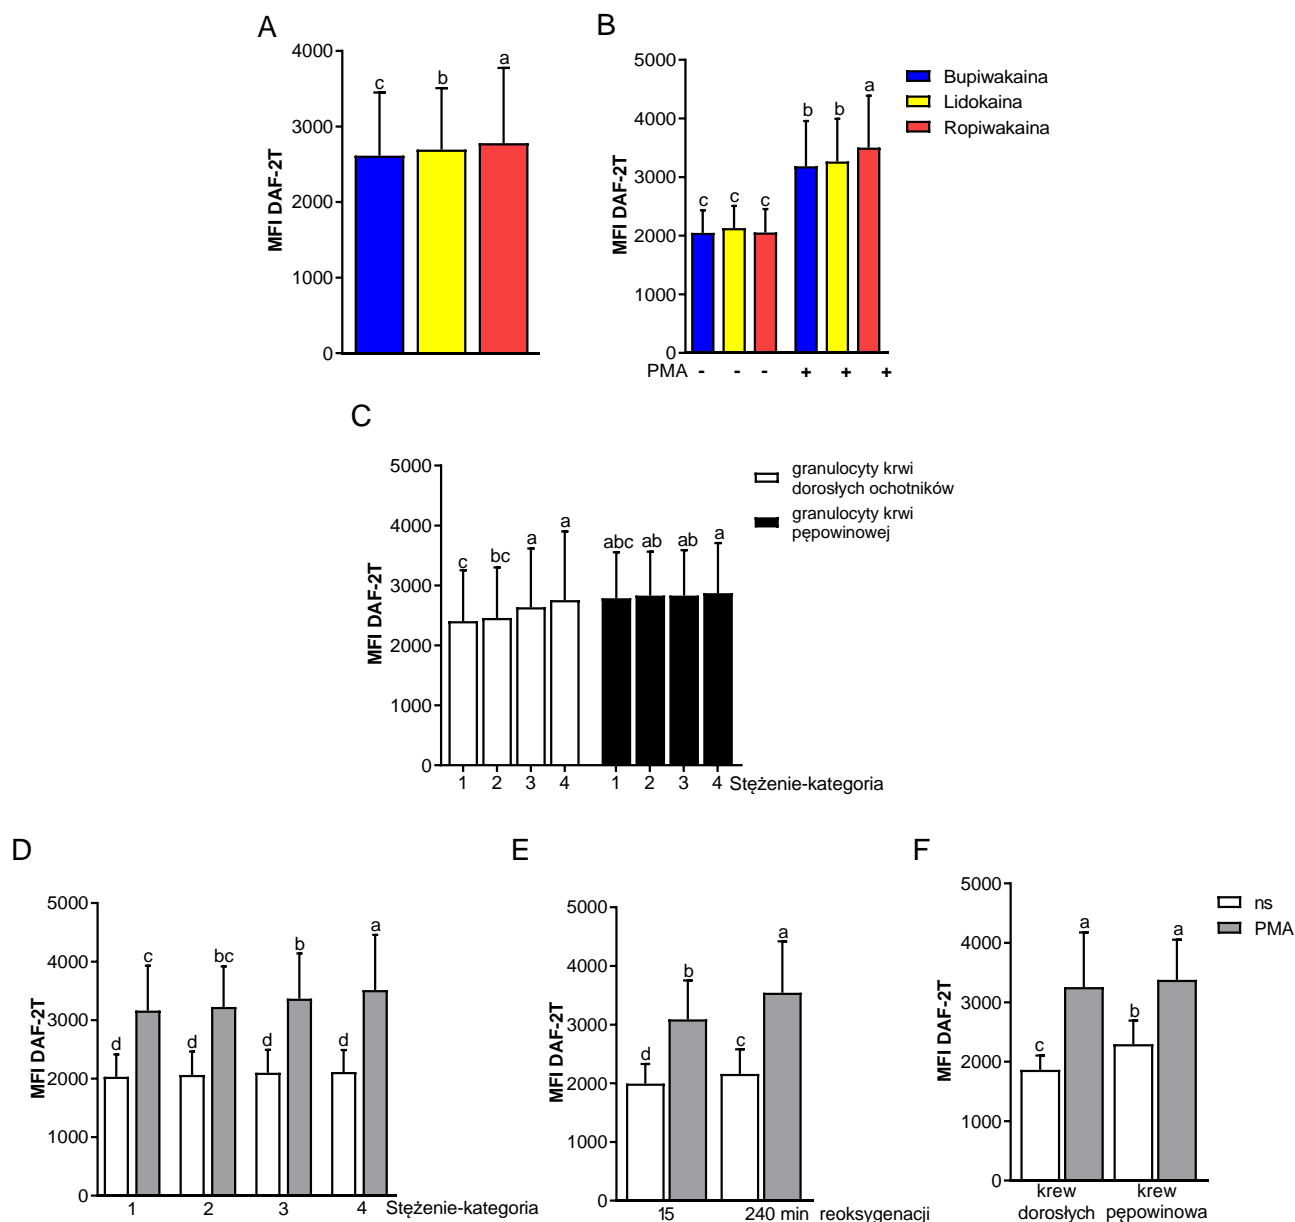 A
MFI DAF-2T
4000
3000
2000
1000
0
c
b
a
B
MFI DAF-2T
5000
4000
3000
2000
1000
0
c
c
c
b
b
a
PMA - - - + + +
Bupiwakaina
Lidokaina
Ropiwakaina
C
MFI DAF-2T
5000
4000
3000
2000
1000
0
c
bc
a
a
abc
ab
ab
a
1 2 3 4 1 2 3 4 Stężenie-kategoria
granulocyty krwi
dorosłych ochotników
granulocyty krwi
pępowinowej
D
MFI DAF-2T
5000
4000
3000
2000
1000
0
d
c
d
bc
d
b
d
a
1 2 3 4 Stężenie-kategoria
E
MFI DAF-2T
5000
4000
3000
2000
1000
0
d
b
c
a
15 240 min reoksygenacji
F
MFI DAF-2T
5000
4000
3000
2000
1000
0
c
a
b
a
krew krew
dorosłych pępowinowa
ns
PMA